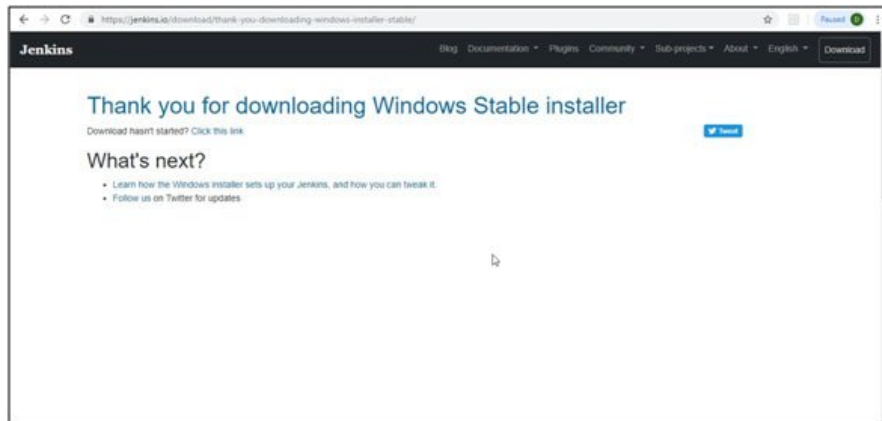 https://jenkins.io/download/thank-you-downloading-windows-installer-stable/
Paused D
Jenkins
Blog Documentation Plugins Community Sub-projects About English Download
Thank you for downloading Windows Stable installer
Download hasn't started? Click this link
Tweet
What's next?
Learn how the Windows installer sets up your Jenkins, and how you can tweak it.
Follow us on Twitter for updates